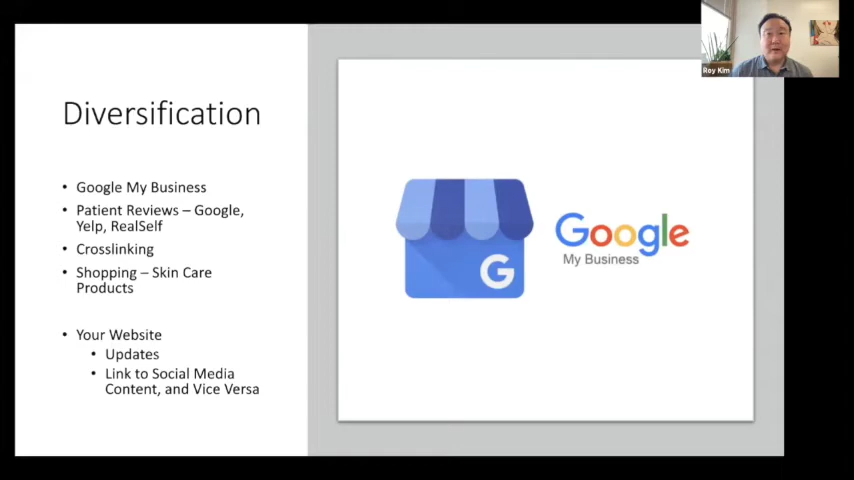 Diversification
• Google My Business
• Patient Reviews – Google,
Yelp, RealSelf
• Crosslinking
• Shopping – Skin Care
Products
• Your Website
• Updates
• Link to Social Media
Content, and Vice Versa
G
Google
My Business
Roy Kim